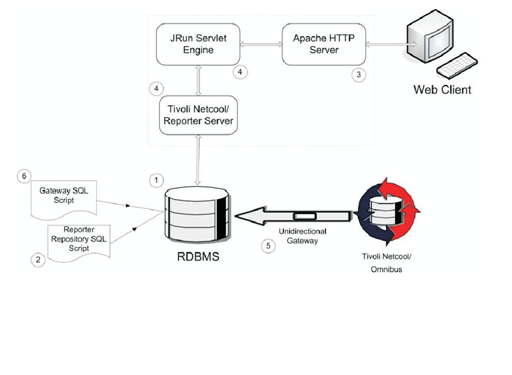 JRun Servlet
Engine
Apache HTTP
Server
4
3
Web Client
4
Tivoli Netcool/
Reporter Server
6
1
Gateway SQL
Script
Reporter
Repository SQL
Script
2
RDBMS
Unidirectional
Gateway
5
Tivoli Netcool/
Omnibus